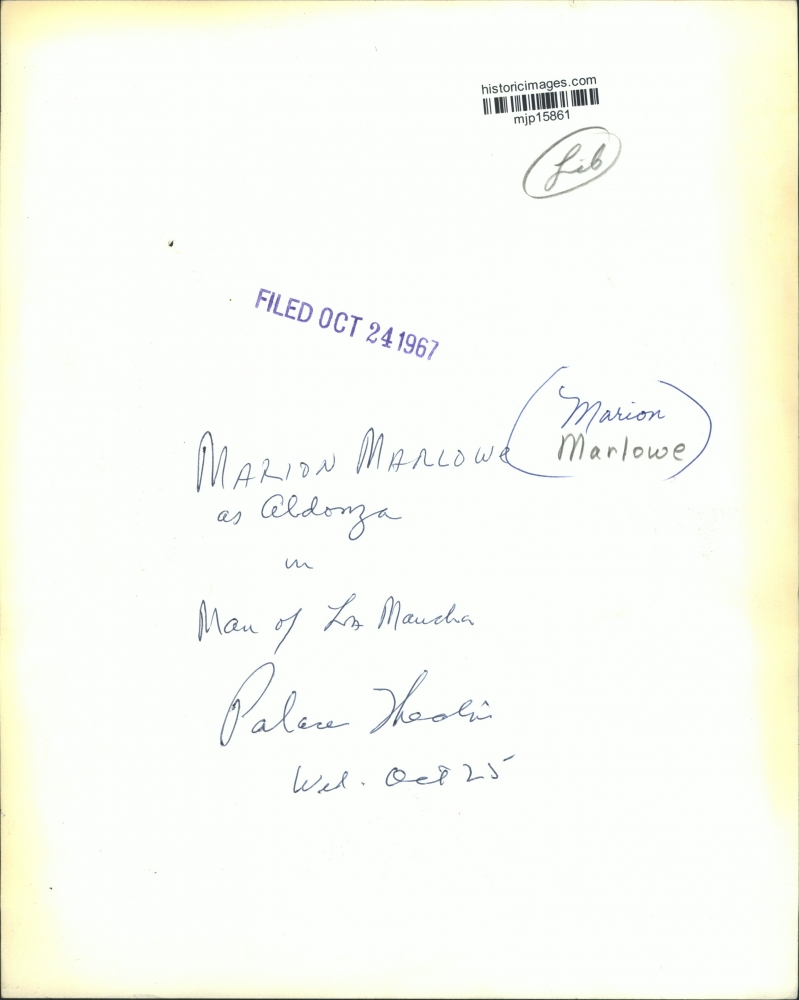 historicimages.com
mjp15861
Lib
FILED OCT 24 1967
(Marion
Marlowe)
MARION MARLOWE
as Aldonza
in
Man of La Mancha
Palace Theatre
Wed. Oct 25